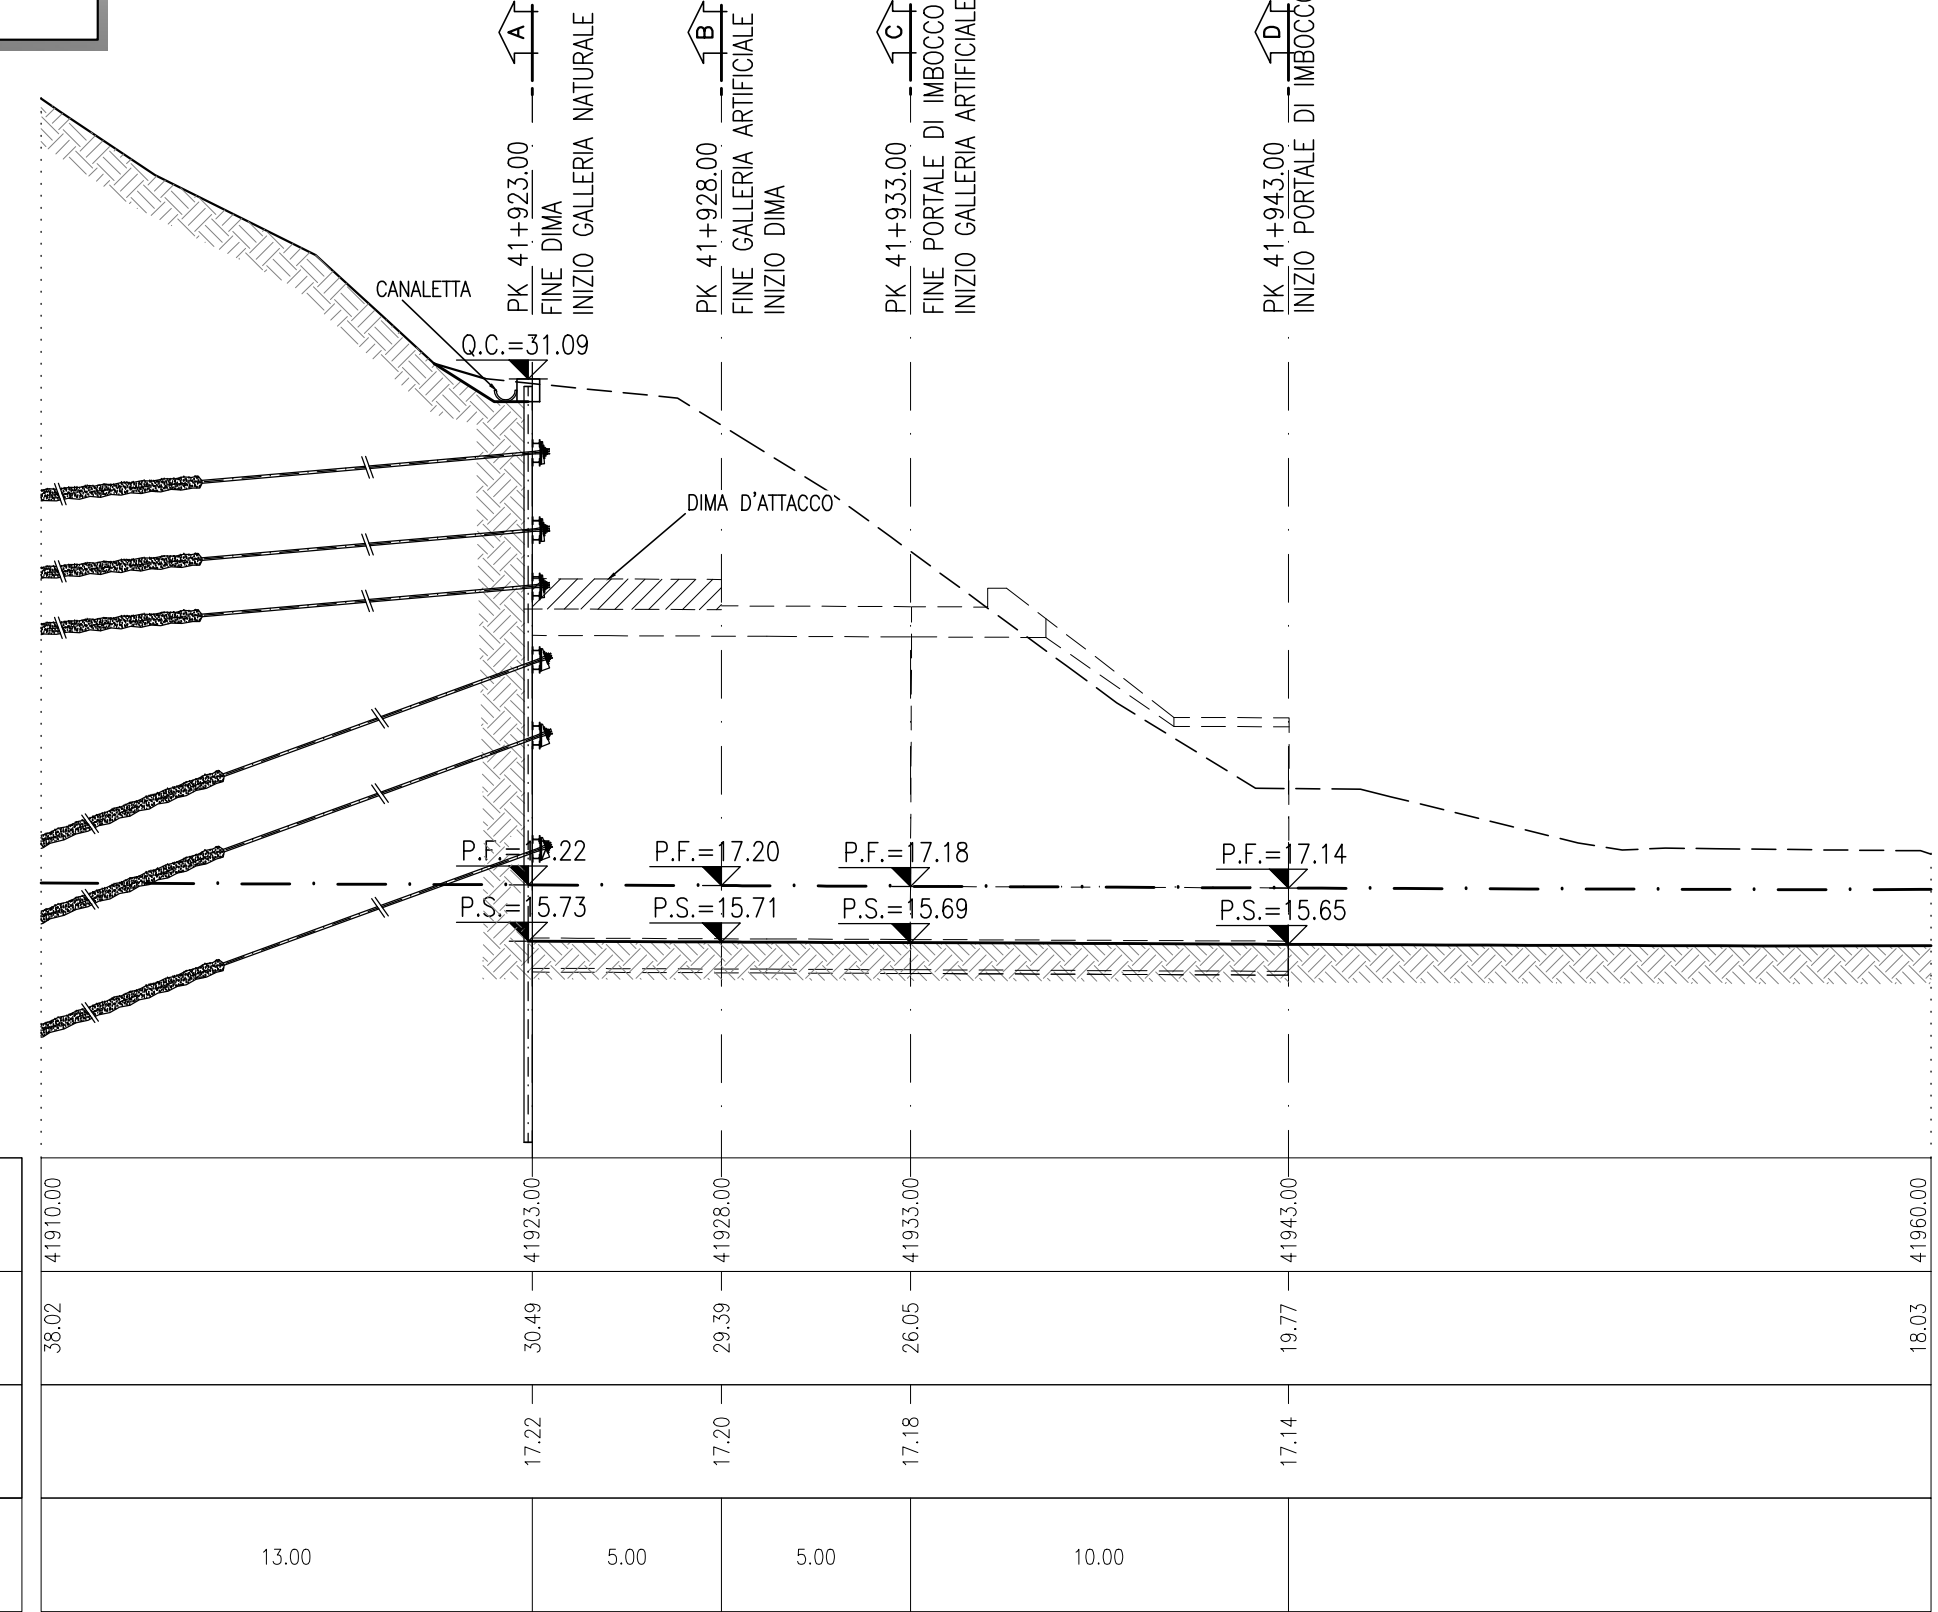 A
B
C
D
PK 41+923.00
FINE DIMA
INIZIO GALLERIA NATURALE
PK 41+928.00
FINE GALLERIA ARTIFICIALE
INIZIO DIMA
PK 41+933.00
FINE PORTALE DI IMBOCCO
INIZIO GALLERIA ARTIFICIALE
PK 41+943.00
INIZIO PORTALE DI IMBOCCO
CANALETTA
Q.C.=31.09
DIMA D'ATTACCO
P.F.=17.22
P.F.=17.20
P.F.=17.18
P.F.=17.14
P.S.=15.73
P.S.=15.71
P.S.=15.69
P.S.=15.65
41910.00
41923.00
41928.00
41933.00
41943.00
41960.00
38.02
30.49
29.39
26.05
19.77
18.03
17.22
17.20
17.18
17.14
13.00
5.00
5.00
10.00